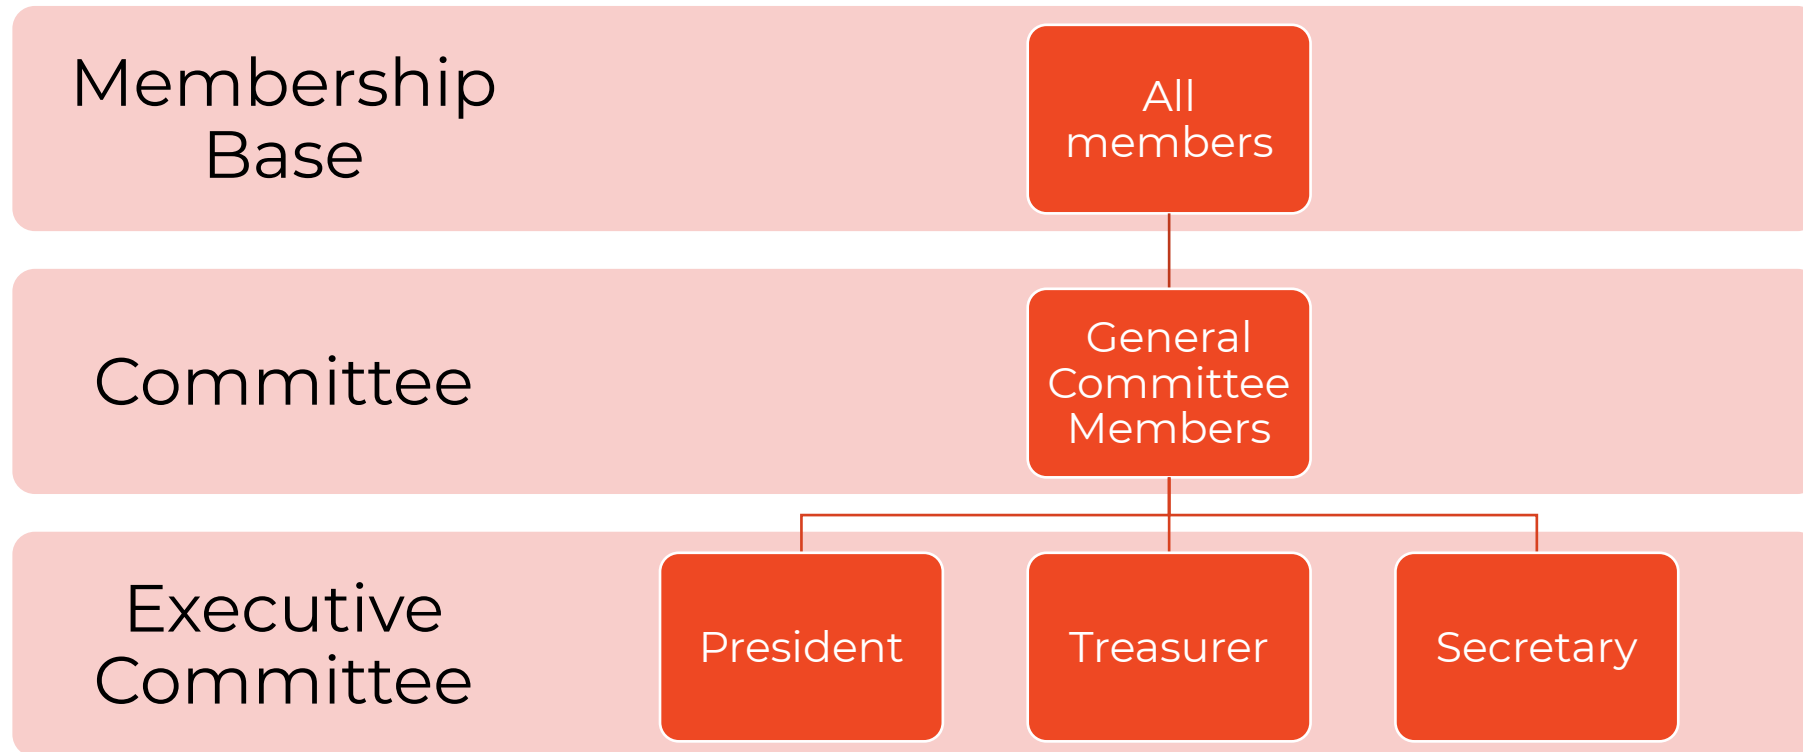 Membership
Base
All
members
Committee
General
Committee
Members
Executive
Committee
President
Treasurer
Secretary